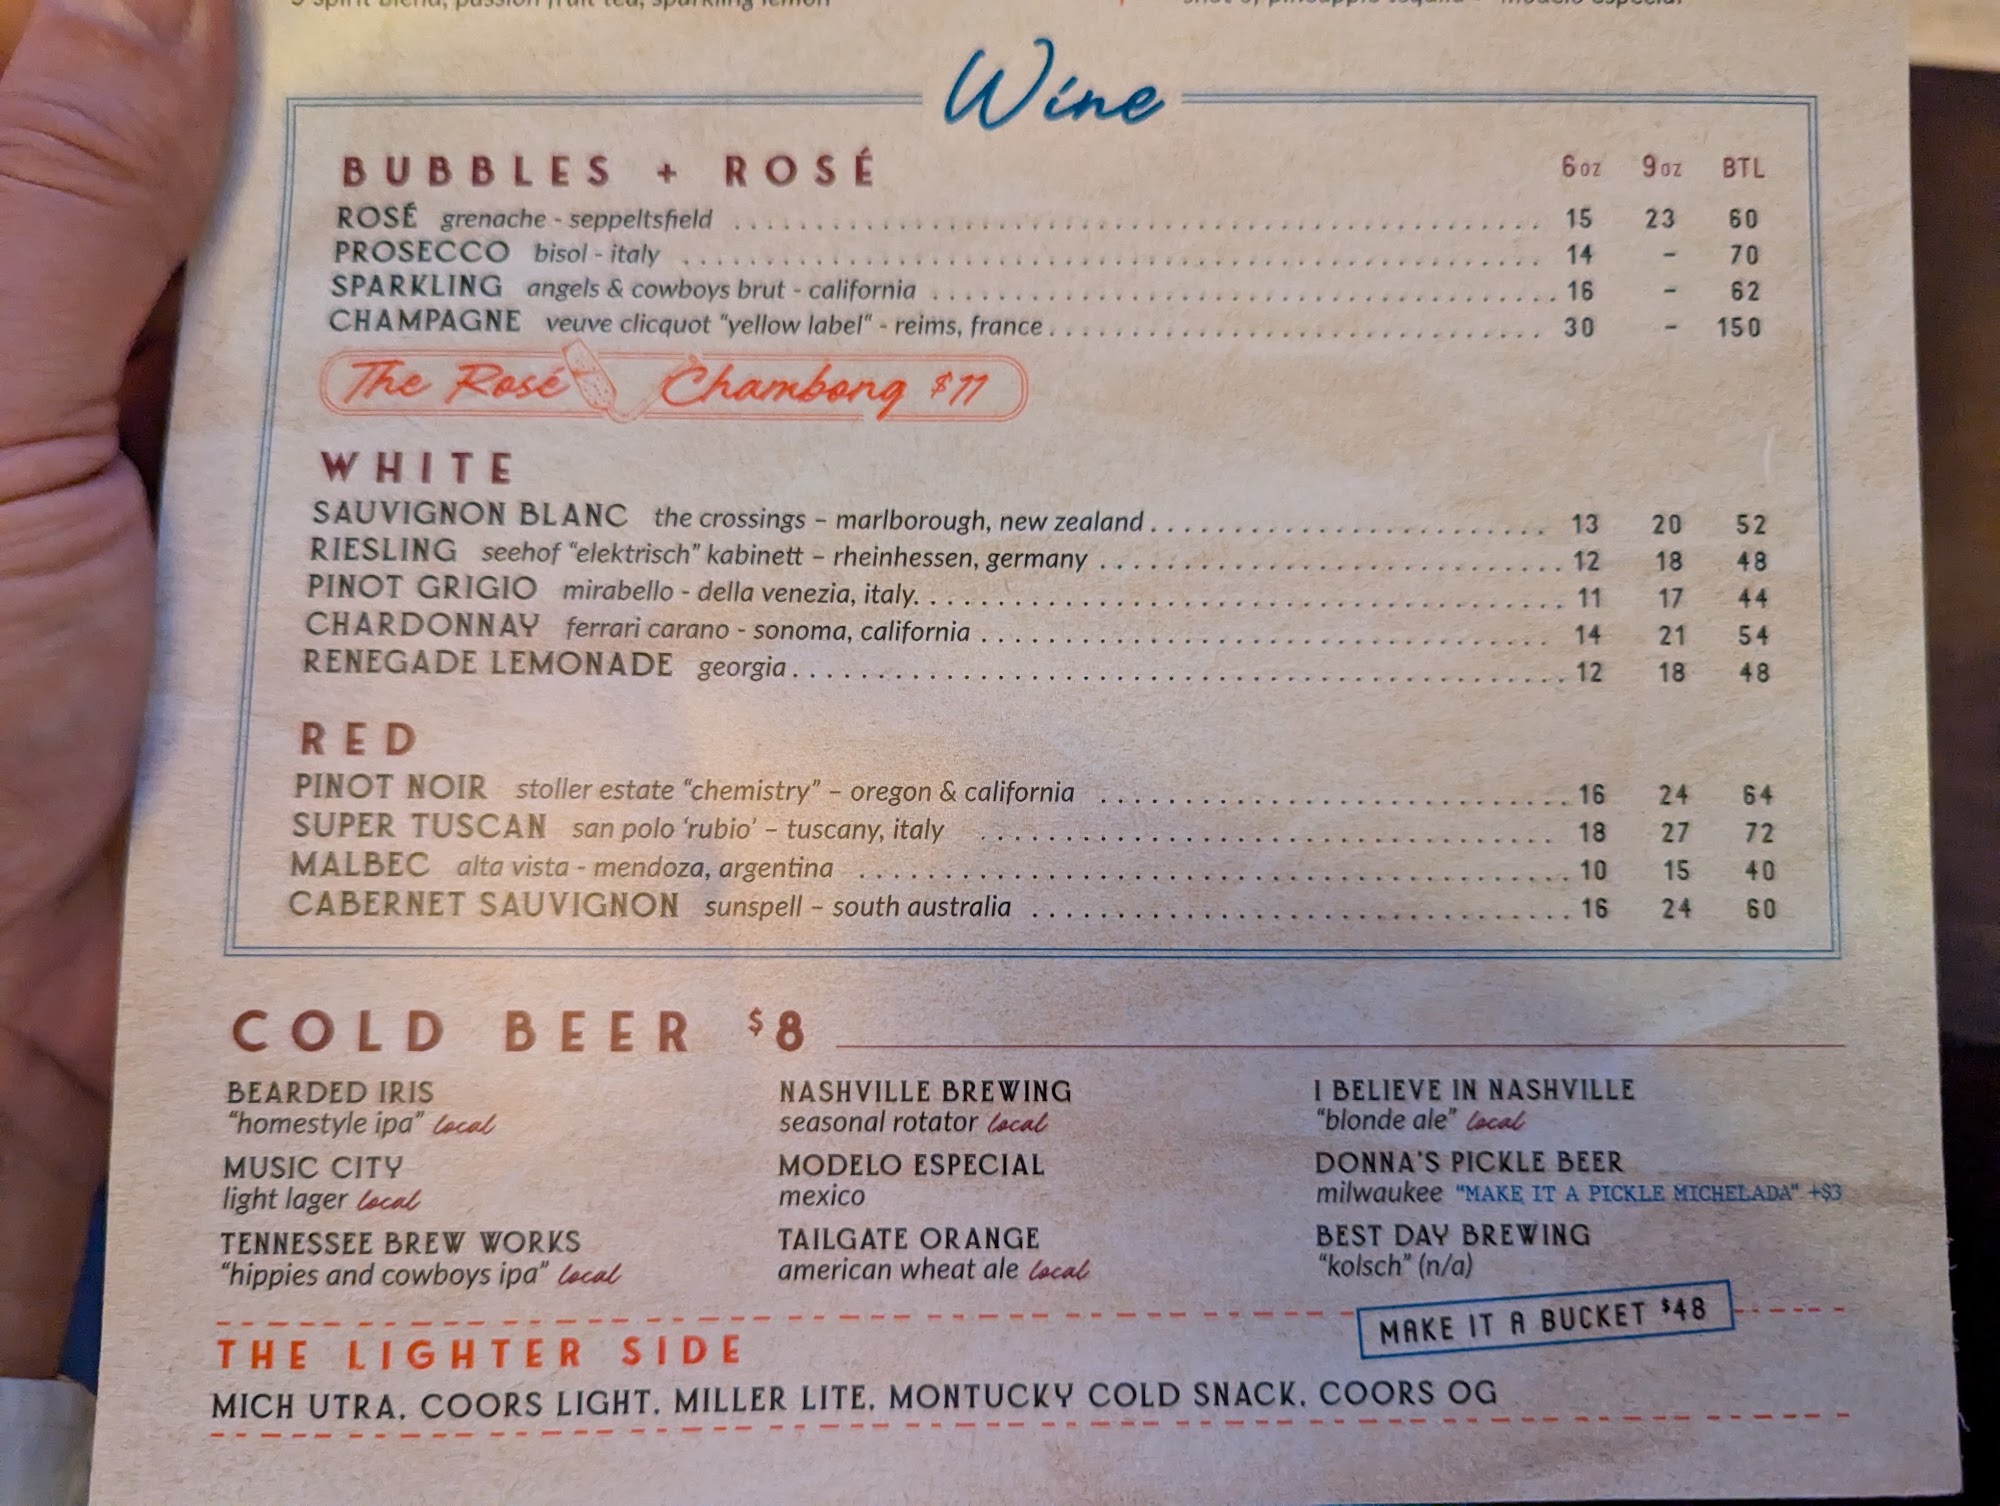 Wine
BUBBLES + ROSÉ 6oz 9oz BTL
ROSÉ grenache - seppeltsfield 15 23 60
PROSECCO bisol - italy 14 - 70
SPARKLING angels & cowboys brut - california 16 - 62
CHAMPAGNE veuve clicquot "yellow label" - reims, france 30 - 150
The Rosé Chambong $11
WHITE
SAUVIGNON BLANC the crossings – marlborough, new zealand 13 20 52
RIESLING seehof "elektrisch" kabinett – rheinhessen, germany 12 18 48
PINOT GRIGIO mirabello - della venezia, italy 11 17 44
CHARDONNAY ferrari carano - sonoma, california 14 21 54
RENEGADE LEMONADE georgia 12 18 48
RED
PINOT NOIR stoller estate "chemistry" – oregon & california 16 24 64
SUPER TUSCAN san polo 'rubio' – tuscany, italy 18 27 72
MALBEC alta vista - mendoza, argentina 10 15 40
CABERNET SAUVIGNON sunspell – south australia 16 24 60
COLD BEER $8
BEARDED IRIS
"homestyle ipa" local
MUSIC CITY
light lager local
TENNESSEE BREW WORKS
"hippies and cowboys ipa" local
NASHVILLE BREWING
seasonal rotator local
MODELO ESPECIAL
mexico
TAILGATE ORANGE
american wheat ale local
I BELIEVE IN NASHVILLE
"blonde ale" local
DONNA'S PICKLE BEER
milwaukee "MAKE IT A PICKLE MICHELADA" +$3
BEST DAY BREWING
"kolsch" (n/a)
MAKE IT A BUCKET $48
THE LIGHTER SIDE
MICH UTRA, COORS LIGHT, MILLER LITE, MONTUCKY COLD SNACK, COORS OG